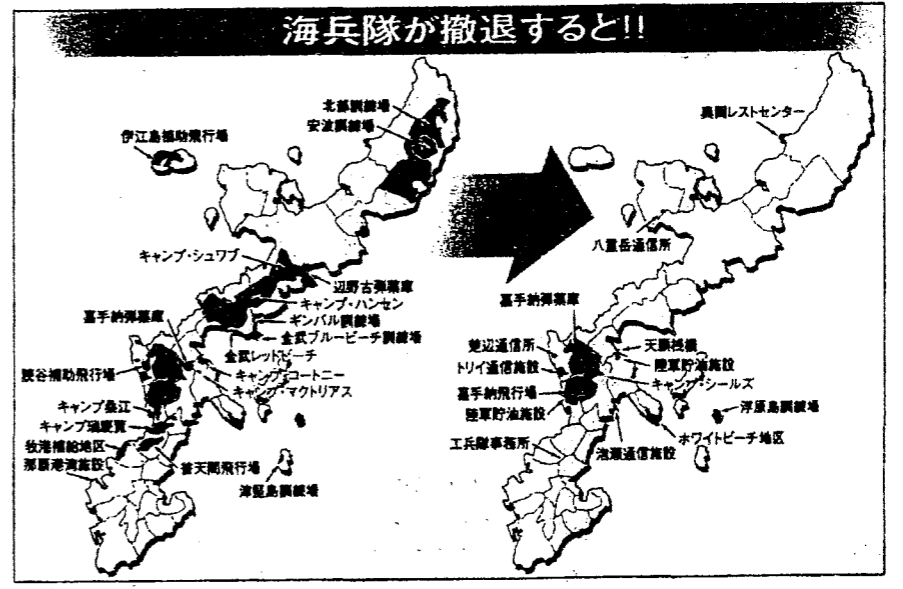 海兵隊が撤退すると!!
北部訓練場
安波訓練場
伊江島補助飛行場
キャンプ・シュワブ
辺野古弾薬庫
キャンプ・ハンセン
ギンバル訓練場
金武ブルービーチ訓練場
嘉手納弾薬庫
金武レッドビーチ
読谷補助飛行場
キャンプ・コートニー
キャンプ・マクトリアス
キャンプ桑江
キャンプ瑞慶覧
牧港補給地区
那覇港湾施設
普天間飛行場
津堅島訓練場
奥間レストセンター
八重岳通信所
嘉手納弾薬庫
楚辺通信所
天願桟橋
トリイ通信施設
陸軍貯油施設
キャンプ・シールズ
嘉手納飛行場
陸軍貯油施設
浮原島訓練場
ホワイトビーチ地区
工兵隊事務所
泡瀬通信施設